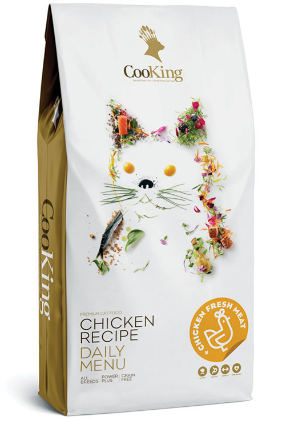 CooKing
CooKing
PREMIUM CAT FOOD
CHICKEN
RECIPE
DAILY
MENU
ALL BREEDS
POWER PLUS
GRAIN FREE
CHICKEN FRESH MEAT